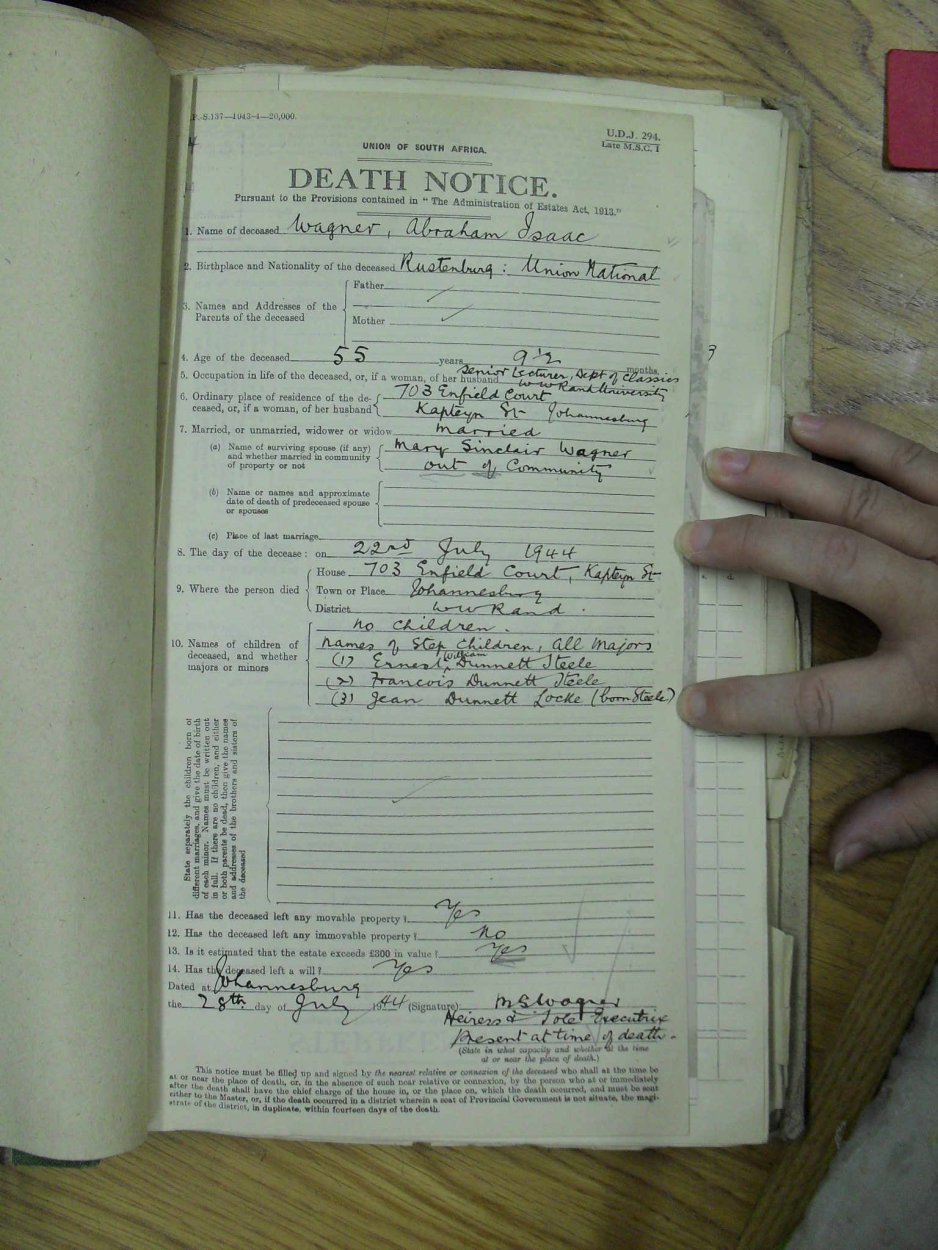 P.-S.137—1943-4—20,000.
U.D.J. 294.
Late M.S.C. I
UNION OF SOUTH AFRICA.
DEATH NOTICE.
Pursuant to the Provisions contained in "The Administration of Estates Act, 1913."
1. Name of deceased Wagner, Abraham Isaac
2. Birthplace and Nationality of the deceased Rustenburg: Union National
3. Names and Addresses of the Parents of the deceased
Father
Mother
4. Age of the deceased 55 years months.
5. Occupation in life of the deceased, or, if a woman, of her husband Senior Lecturer, Dept of Classics
WW Rand University
6. Ordinary place of residence of the de- 703 Enfield Court
ceased, or, if a woman, of her husband Kapteyn St Johannesburg
7. Married, or unmarried, widower or widow married
(a) Name of surviving spouse (if any) Mary Sinclair Wagner
and whether married in community out of Community
of property or not
(b) Name or names and approximate
date of death of predeceased spouse
or spouses
(c) Place of last marriage
8. The day of the decease: on 22nd July 1944
9. Where the person died
House 703 Enfield Court, Kapteyn St
Town or Place Johannesburg
District WW Rand.
10. Names of children of
deceased, and whether
majors or minors
no children.
Names of Step Children, All Majors
(1) Ernest William Dunnett Steele
(2) Francois Dunnett Steele
(3) Jean Dunnett Locke (born Steele)
State separately the children born of
different marriages, and give the date of birth
of each minor. Names must be written out
in full. If there are no children, and either
or both parents be dead, then give the names
and addresses of the brothers and sisters of
the deceased
11. Has the deceased left any movable property? Yes
12. Has the deceased left any immovable property? No
13. Is it estimated that the estate exceeds £300 in value? Yes
14. Has the deceased left a will? Yes
Dated at Johannesburg
the 28th day of July 1944 (Signature) M S Wagner
Heiress & Sole Executrix
Present at time of death.
(State in what capacity and whether at the time
at or near the place of death.)
This notice must be filled up and signed by the nearest relative or connexion of the deceased who shall at the time be
at or near the place of death, or, in the absence of such near relative or connexion, by the person who at or immediately
after the death shall have the chief charge of the house in, or the place on, which the death occurred, and must be sent
either to the Master, or, if the death occurred in a district wherein a seat of Provincial Government is not situate, the magi-
strate of the district, in duplicate, within fourteen days of the death.